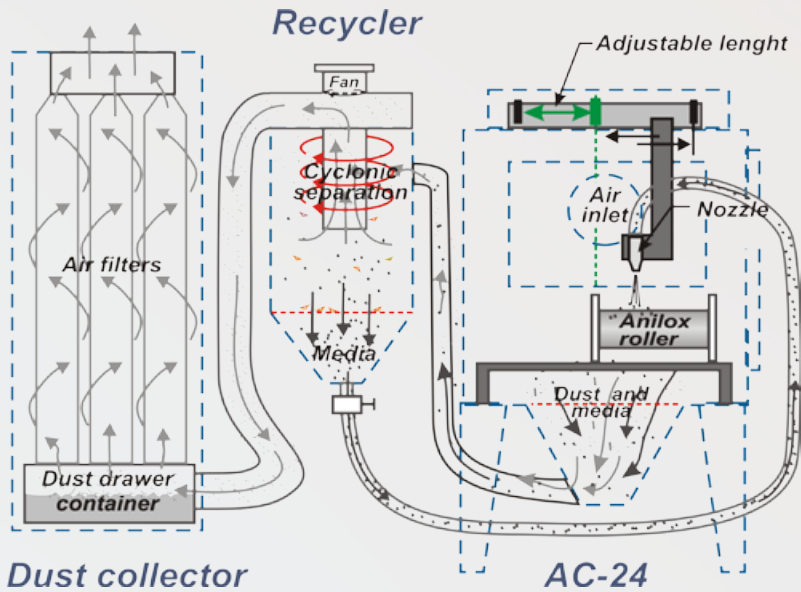 Recycler
Adjustable lenght
Fan
Cyclonic
separation
Air
inlet
Nozzle
Air filters
Anilox
roller
Media
Dust and
media
Dust drawer
container
Dust collector
AC-24